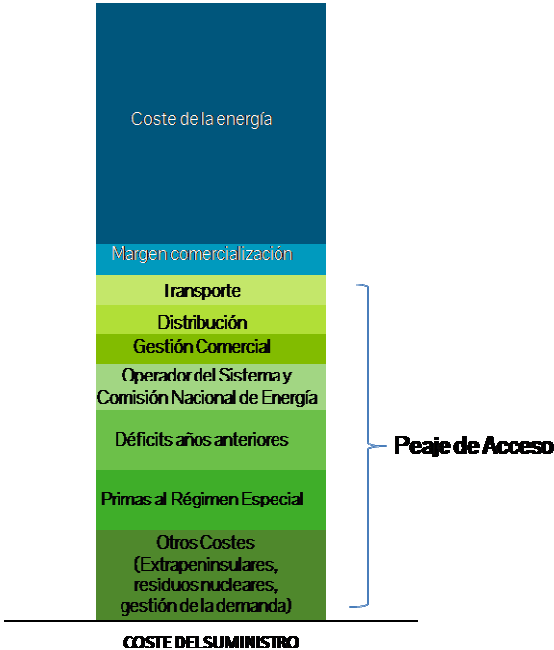 Coste de la energía
Margen comercialización
Transporte
Distribución
Gestión Comercial
Operador del Sistema y
Comisión Nacional de Energía
Déficits años anteriores
Peaje de Acceso
Primas al Régimen Especial
Otros Costes
(Extrapeninsulares,
residuos nucleares,
gestión de la demanda)
COSTE DEL SUMINISTRO